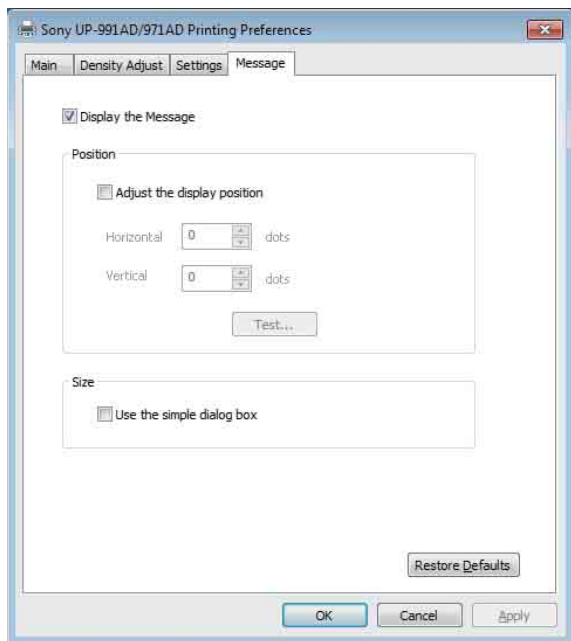 Sony UP-991AD/971AD Printing Preferences
Main Density Adjust Settings Message
Display the Message
Position
Adjust the display position
Horizontal 0 dots
Vertical 0 dots
Test...
Size
Use the simple dialog box
Restore Defaults
OK Cancel Apply